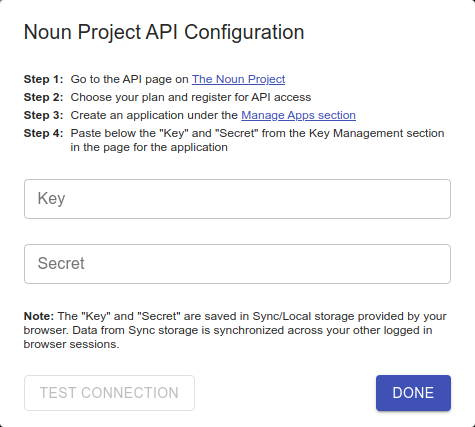 Noun Project API Configuration
Step 1: Go to the API page on The Noun Project
Step 2: Choose your plan and register for API access
Step 3: Create an application under the Manage Apps section
Step 4: Paste below the "Key" and "Secret" from the Key Management section
in the page for the application
Key
Secret
Note: The "Key" and "Secret" are saved in Sync/Local storage provided by your
browser. Data from Sync storage is synchronized across your other logged in
browser sessions.
TEST CONNECTION
DONE